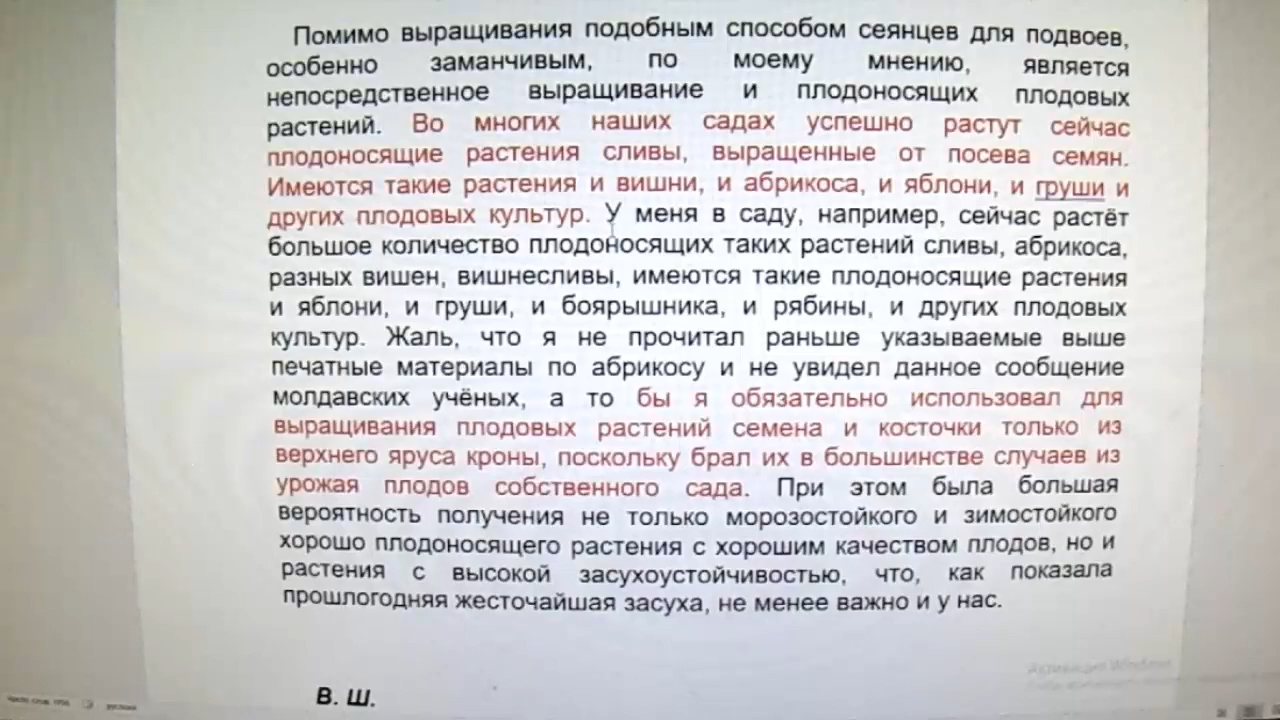 Помимо выращивания подобным способом сеянцев для подвоев,
особенно заманчивым, по моему мнению, является
непосредственное выращивание и плодоносящих плодовых
растений. Во многих наших садах успешно растут сейчас
плодоносящие растения сливы, выращенные от посева семян.
Имеются такие растения и вишни, и абрикоса, и яблони, и груши и
других плодовых культур. У меня в саду, например, сейчас растёт
большое количество плодоносящих таких растений сливы, абрикоса,
разных вишен, вишнесливы, имеются такие плодоносящие растения
и яблони, и груши, и боярышника, и рябины, и других плодовых
культур. Жаль, что я не прочитал раньше указываемые выше
печатные материалы по абрикосу и не увидел данное сообщение
молдавских учёных, а то бы я обязательно использовал для
выращивания плодовых растений семена и косточки только из
верхнего яруса кроны, поскольку брал их в большинстве случаев из
урожая плодов собственного сада. При этом была большая
вероятность получения не только морозостойкого и зимостойкого
хорошо плодоносящего растения с хорошим качеством плодов, но и
растения с высокой засухоустойчивостью, что, как показала
прошлогодняя жесточайшая засуха, не менее важно и у нас.
Активация Windows
В. Ш.
русский